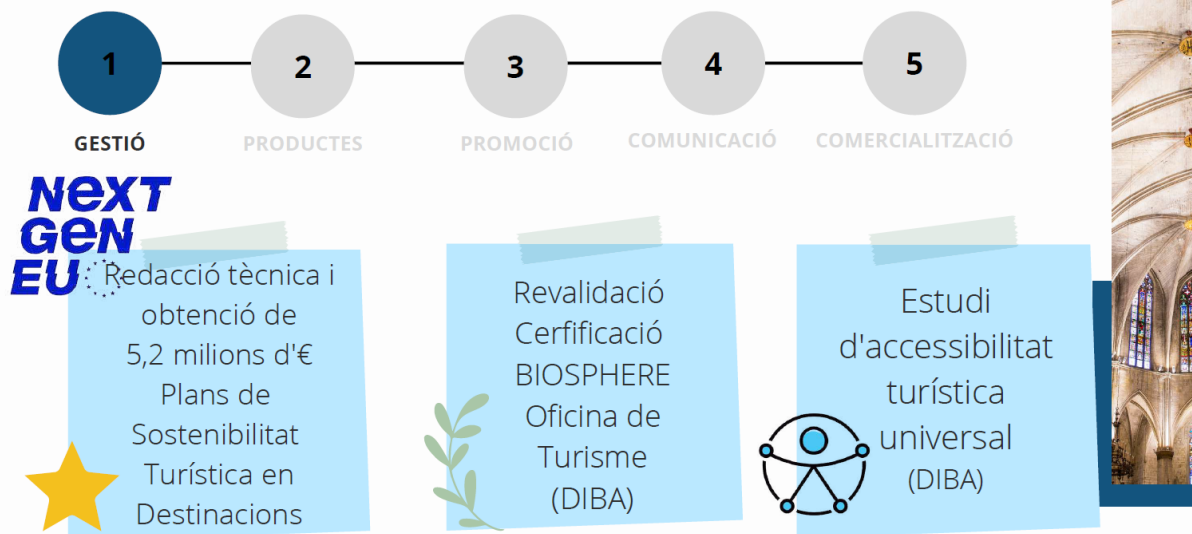 1
2
3
4
5
GESTIÓ
PRODUCTES
PROMOCIÓ
COMUNICACIÓ
COMERCIALITZACIÓ
NEXT
GEN
EU
Redacció tècnica i
obtenció de
5,2 milions d'€
Plans de
Sostenibilitat
Turística en
Destinacions
Revalidació
Cerfificació
BIOSPHERE
Oficina de
Turisme
(DIBA)
Estudi
d'accessibilitat
turística
universal
(DIBA)